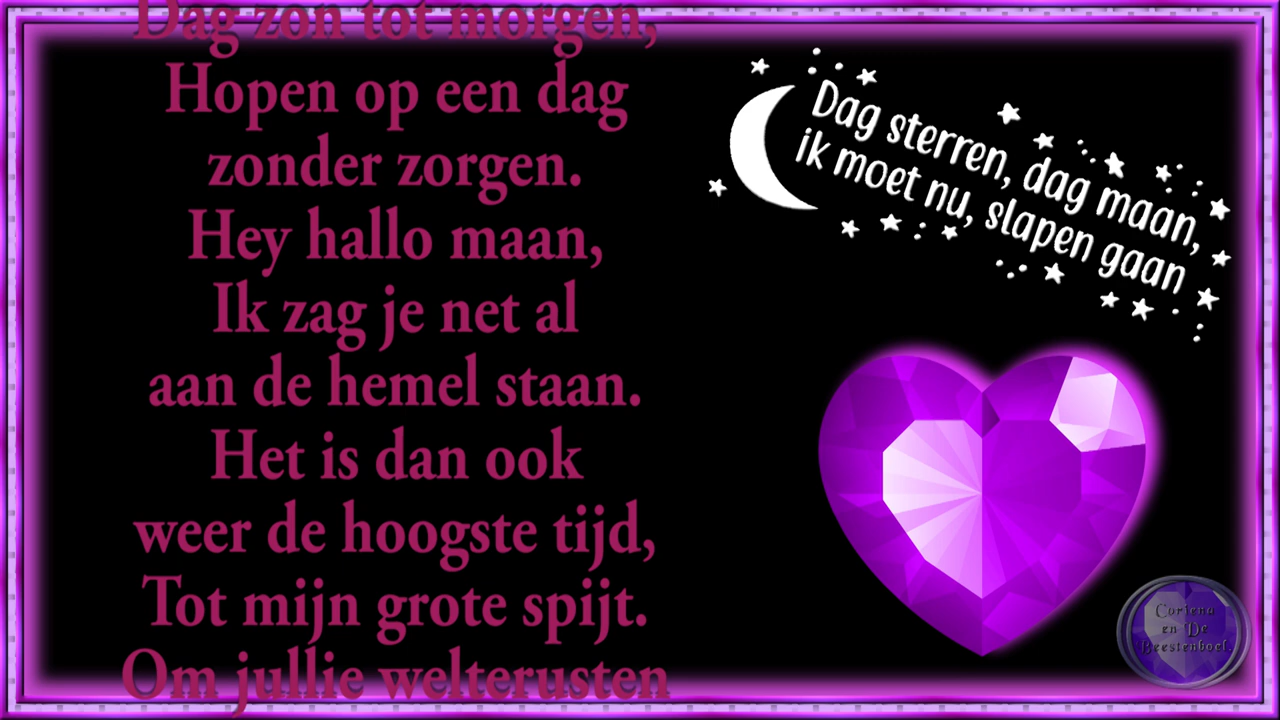 Dag zon tot morgen,
Hopen op een dag
zonder zorgen.
Hey hallo maan,
Ik zag je net al
aan de hemel staan.
Het is dan ook
weer de hoogste tijd,
Tot mijn grote spijt.
Om jullie welterusten
Dag sterren, dag maan,
ik moet nu, slapen gaan
Coriena
en De
Beestenboel.